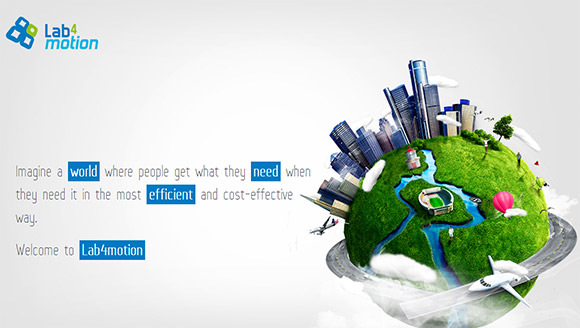 Lab4
motion
Imagine a world where people get what they need when
they need it in the most efficient and cost-effective
way.
Welcome to Lab4motion